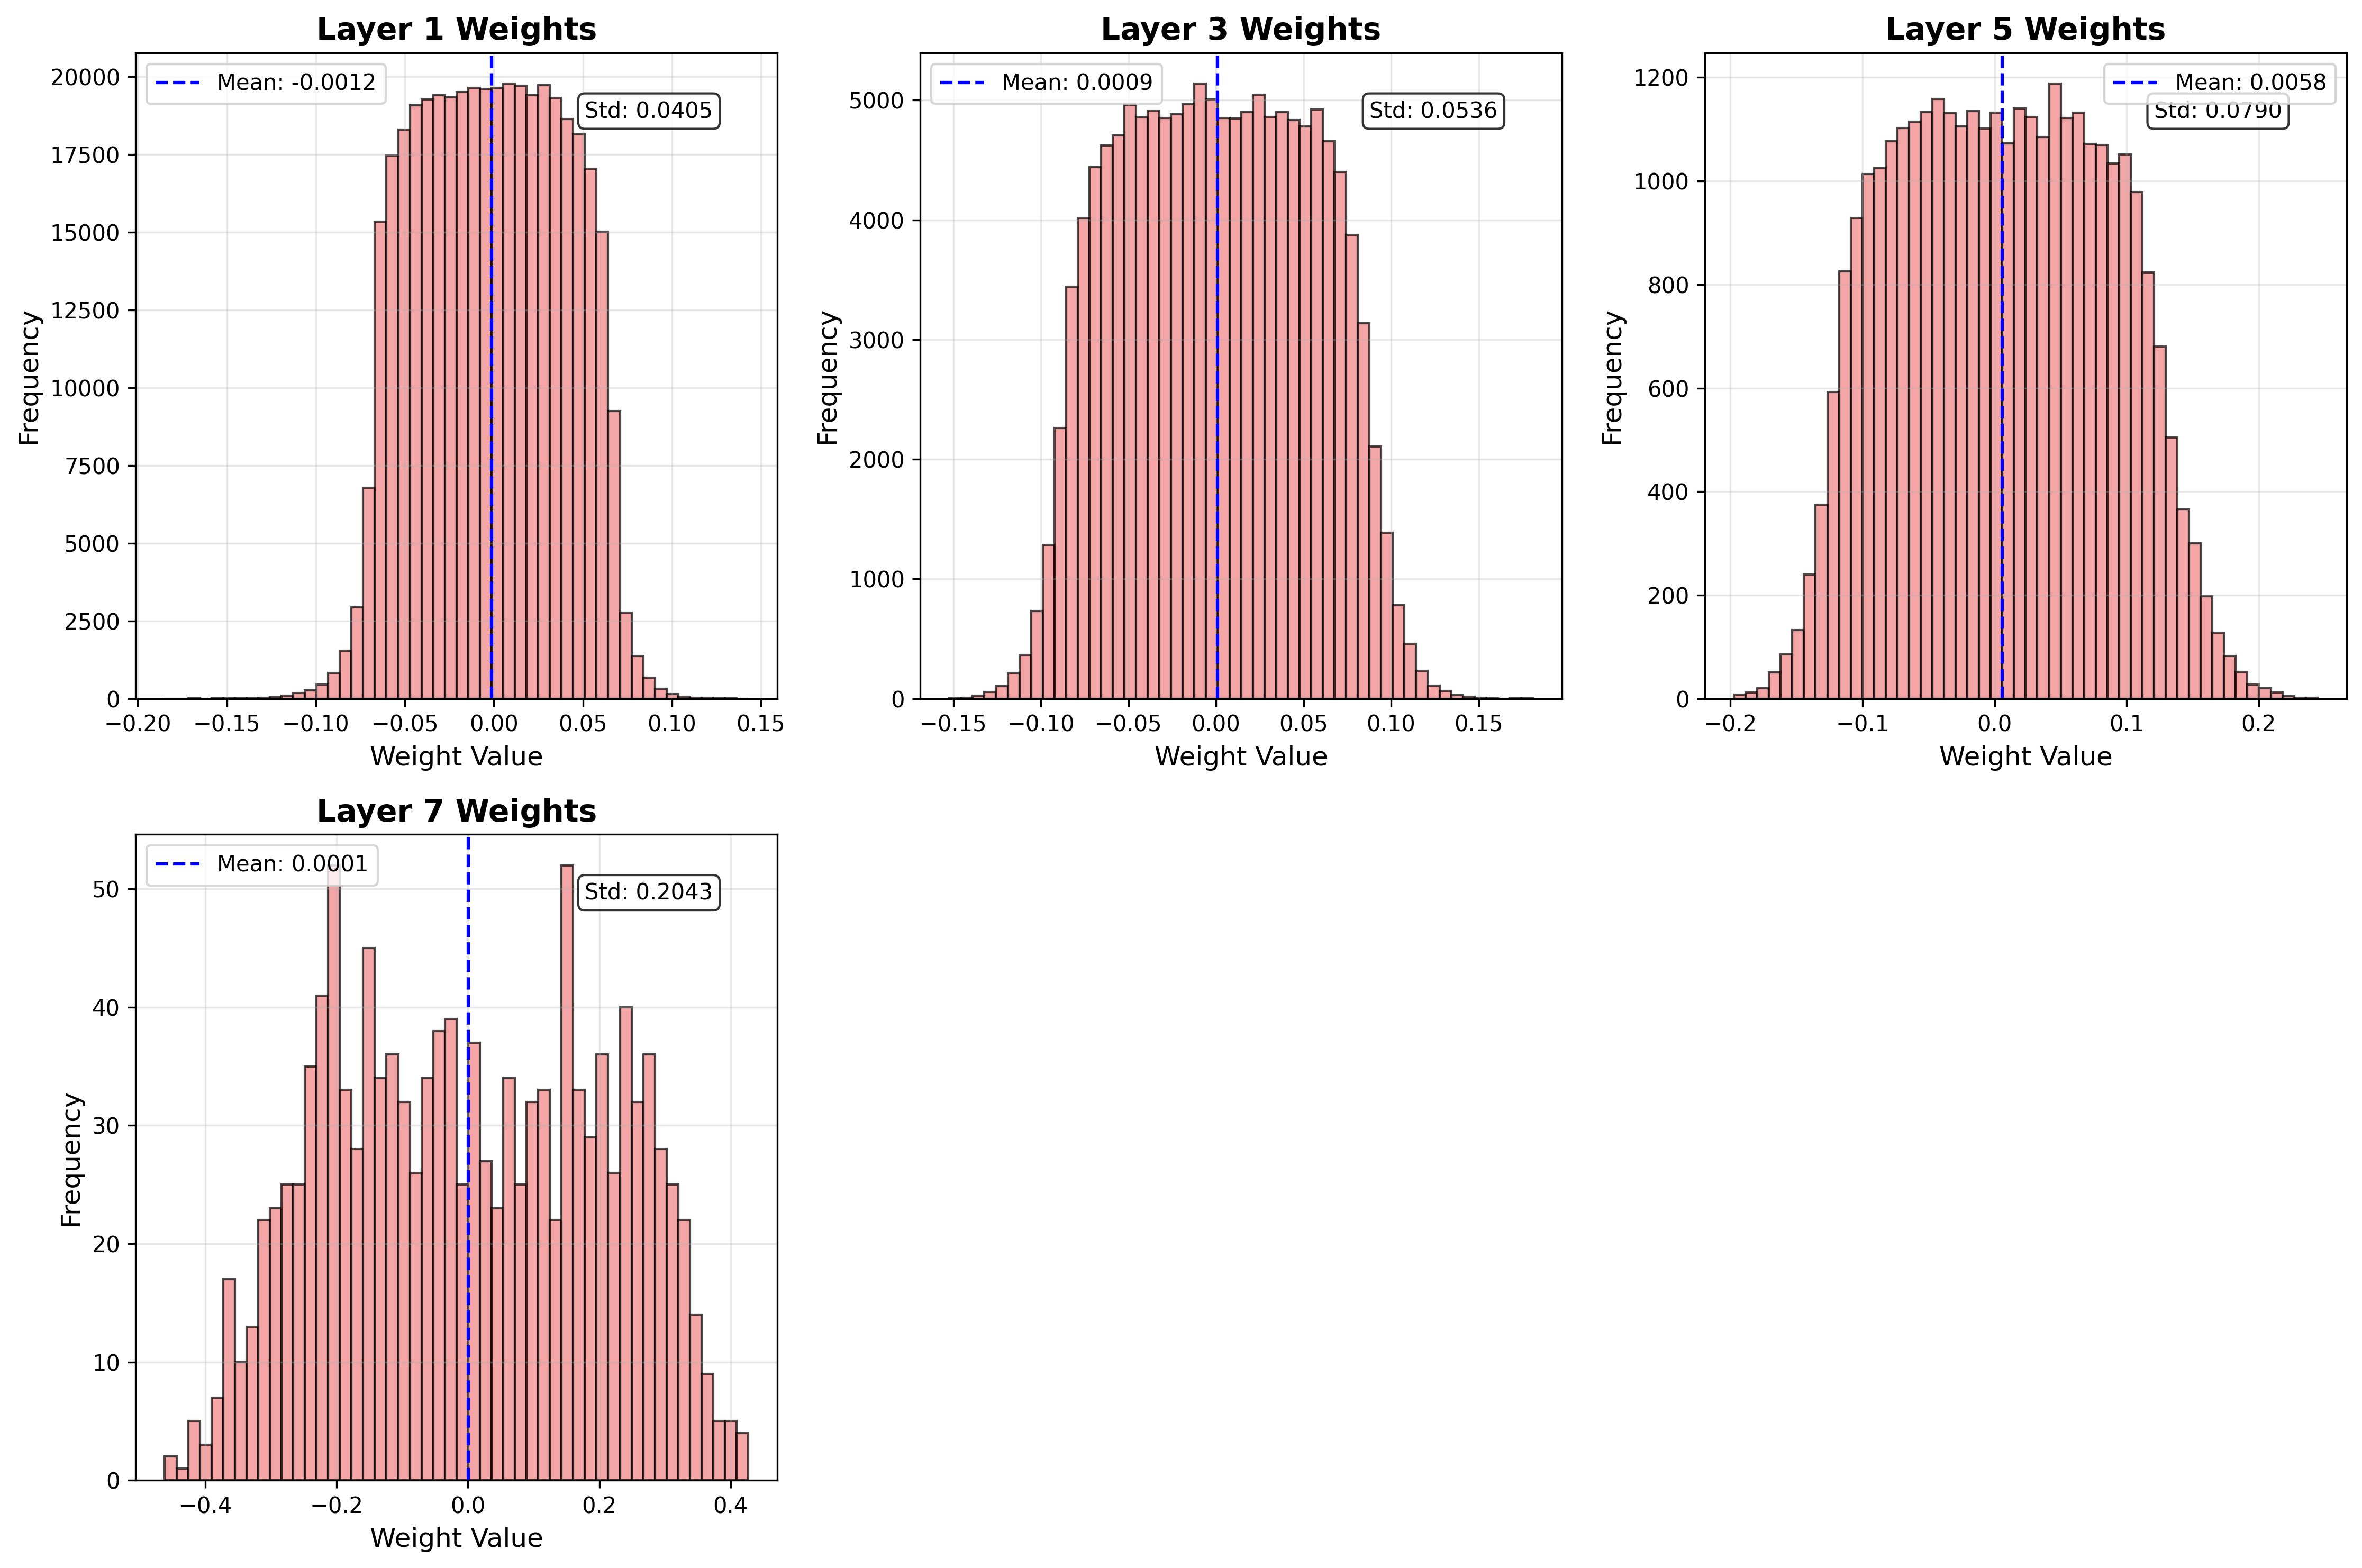 Layer 1 Weights
Mean: -0.0012
Std: 0.0405
Frequency
20000
17500
15000
12500
10000
7500
5000
2500
0
−0.20 −0.15 −0.10 −0.05 0.00 0.05 0.10 0.15
Weight Value
Layer 3 Weights
Mean: 0.0009
Std: 0.0536
Frequency
5000
4000
3000
2000
1000
0
−0.15 −0.10 −0.05 0.00 0.05 0.10 0.15
Weight Value
Layer 5 Weights
Mean: 0.0058
Std: 0.0790
Frequency
1200
1000
800
600
400
200
0
−0.2 −0.1 0.0 0.1 0.2
Weight Value
Layer 7 Weights
Mean: 0.0001
Std: 0.2043
Frequency
50
40
30
20
10
0
−0.4 −0.2 0.0 0.2 0.4
Weight Value